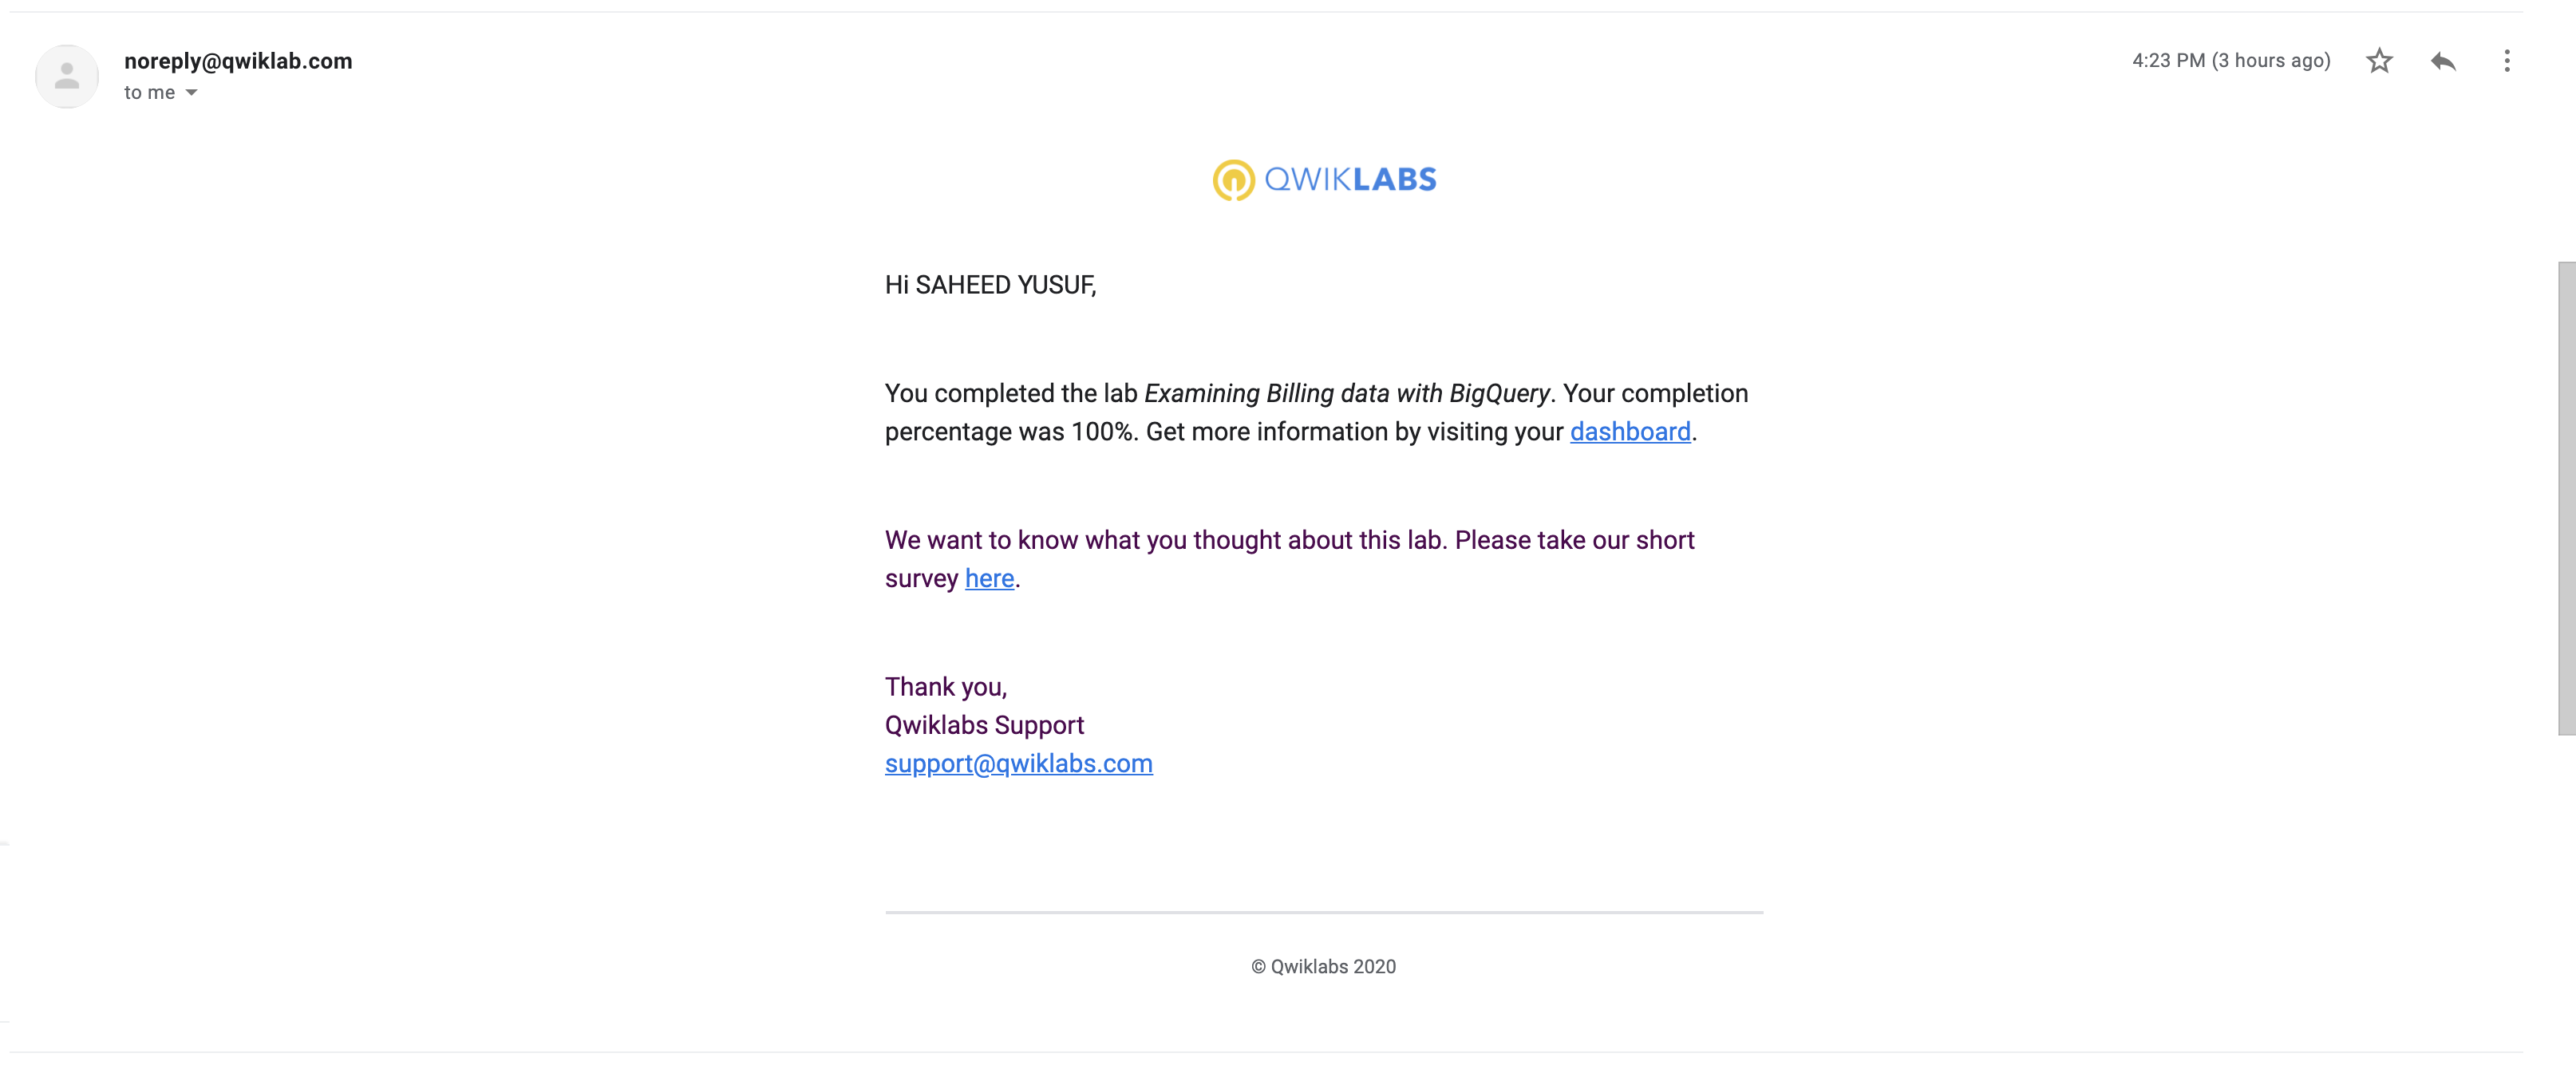 noreply@qwiklab.com
4:23 PM (3 hours ago)
to me
QWIKLABS
Hi SAHEED YUSUF,
You completed the lab Examining Billing data with BigQuery. Your completion
percentage was 100%. Get more information by visiting your dashboard.
We want to know what you thought about this lab. Please take our short
survey here.
Thank you,
Qwiklabs Support
support@qwiklabs.com
© Qwiklabs 2020